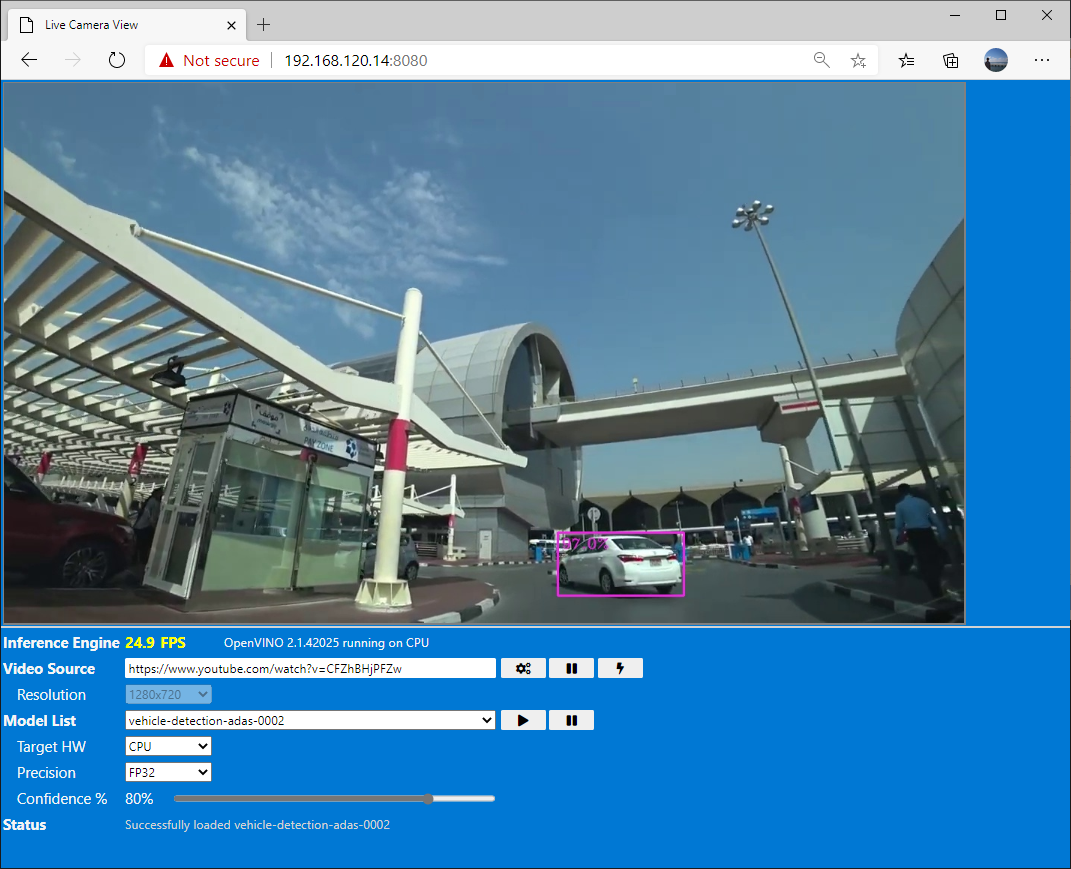 Live Camera View
Not secure
192.168.120.14:8080
PAY ZONE
Inference Engine 24.9 FPS OpenVINO 2.1.42025 running on CPU
Video Source https://www.youtube.com/watch?v=CFZhBHjPFZw
Resolution 1280x720
Model List vehicle-detection-adas-0002
Target HW CPU
Precision FP32
Confidence % 80%
Status Successfully loaded vehicle-detection-adas-0002